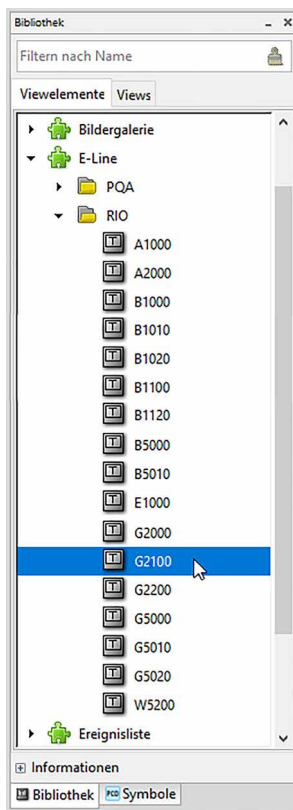 Bibliothek
Filtern nach Name
Viewelemente Views
Bildergalerie
E-Line
PQA
RIO
A1000
A2000
B1000
B1010
B1020
B1100
B1120
B5000
B5010
E1000
G2000
G2100
G2200
G5000
G5010
G5020
W5200
Ereignisliste
Informationen
Bibliothek PCD Symbole